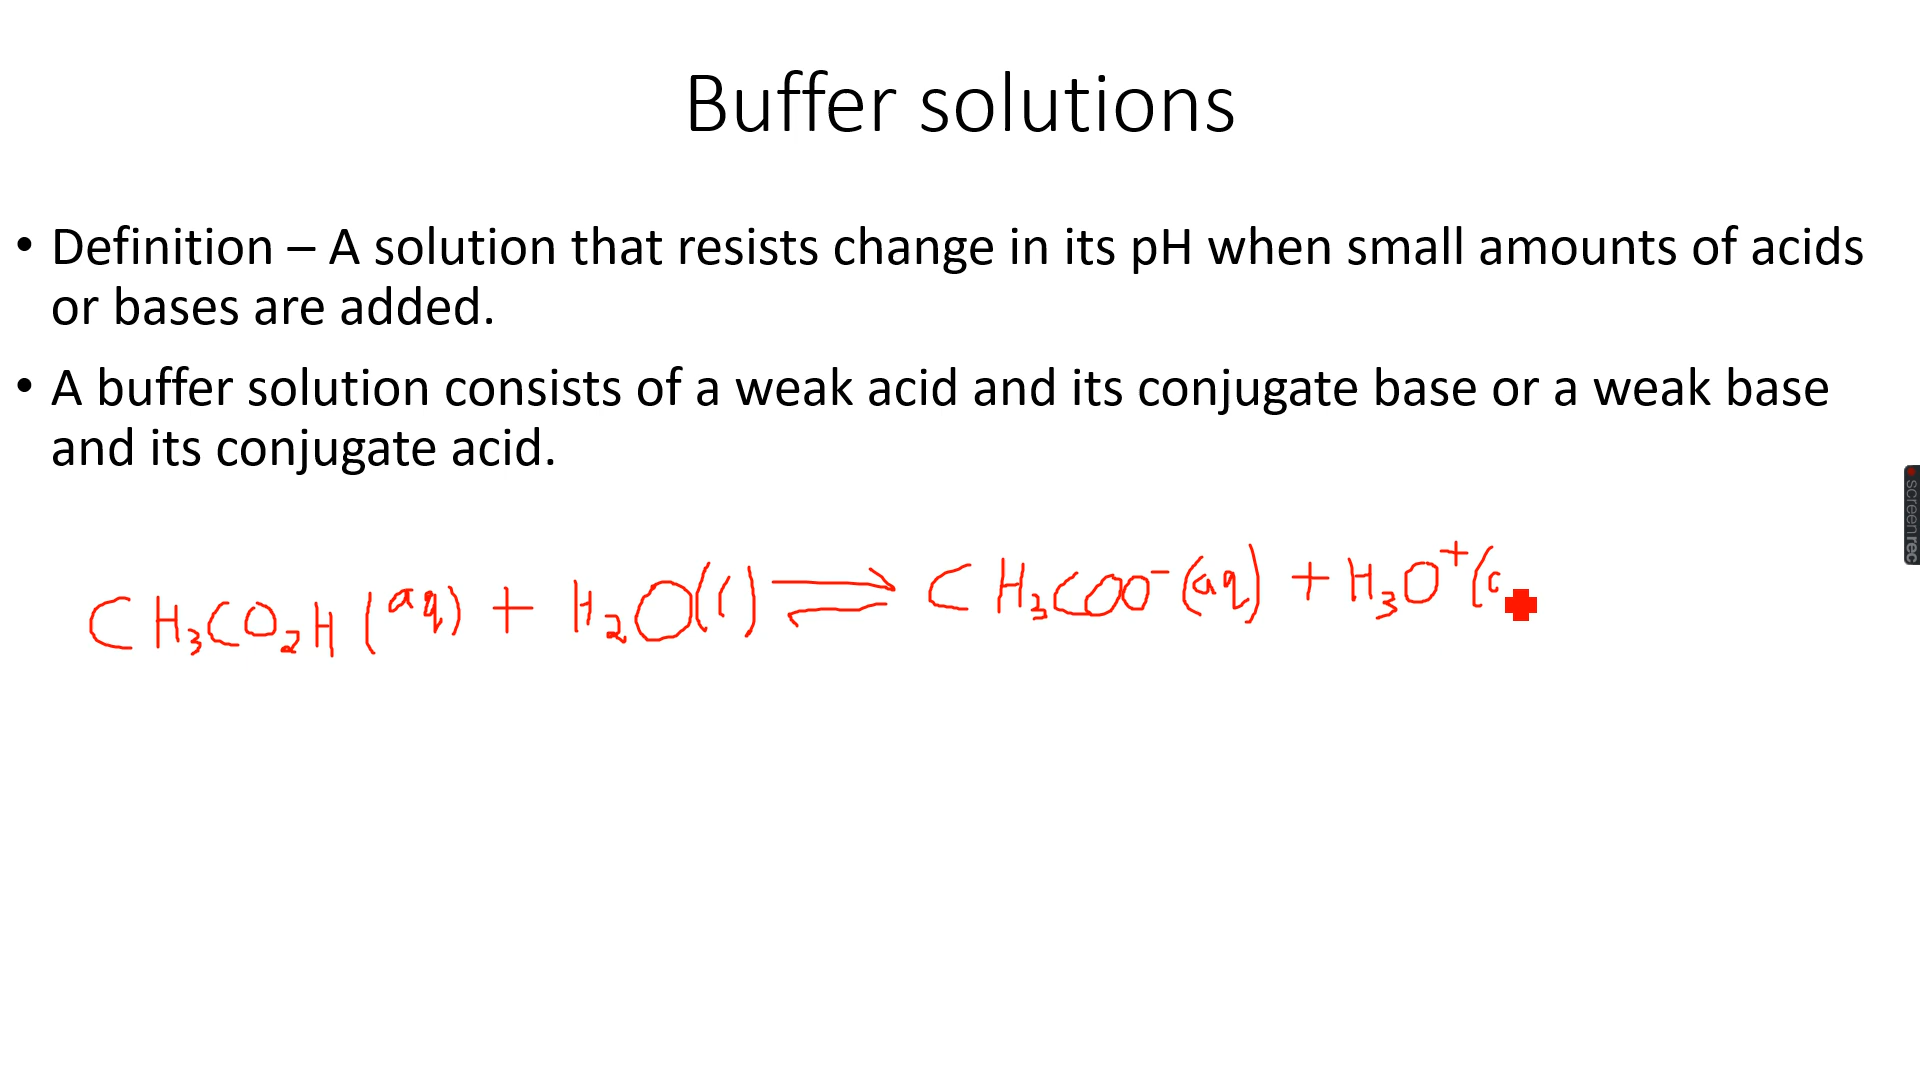 Buffer solutions
• Definition – A solution that resists change in its pH when small amounts of acids
or bases are added.
• A buffer solution consists of a weak acid and its conjugate base or a weak base
and its conjugate acid.
CH₃CO₂H (aq) + H₂O(l) ⇌ CH₃COO⁻(aq) + H₃O⁺(
screenrec